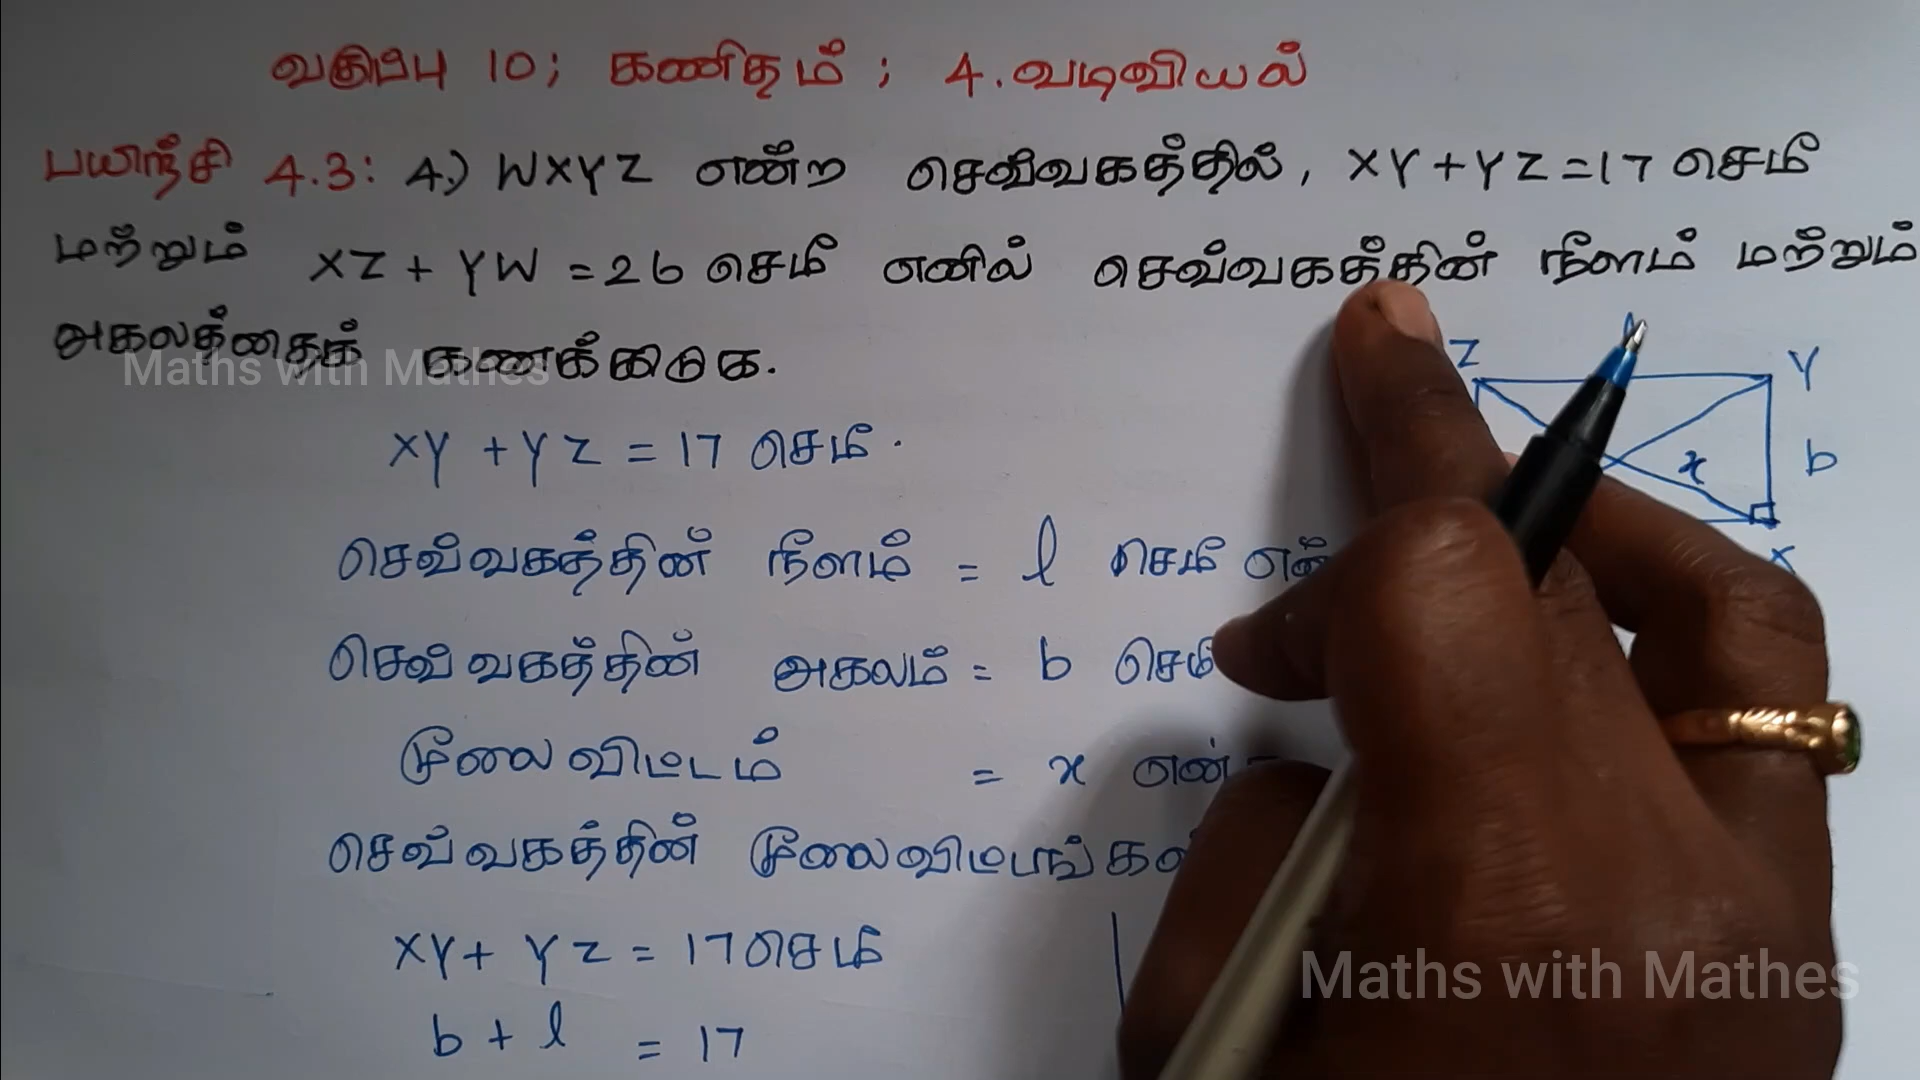 வகுப்பு 10; கணிதம் ; 4. வடிவியல்
பயிற்சி 4.3: 4.) WXYZ என்ற செவ்வகத்தில், XY + YZ = 17 செமீ
மற்றும் XZ + YW = 26 செமீ எனில் செவ்வகத்தின் நீளம் மற்றும்
அகலத்தைக் கணக்கிடுக.
Maths with Mathes
Z Y
x b
XY + YZ = 17 செமீ.
செவ்வகத்தின் நீளம் = l செமீ
செவ்வகத்தின் அகலம் = b செமீ
மூலைவிட்டம் = x
செவ்வகத்தின்
XY + YZ = 17 செமீ
Maths with Mathes
b + l = 17